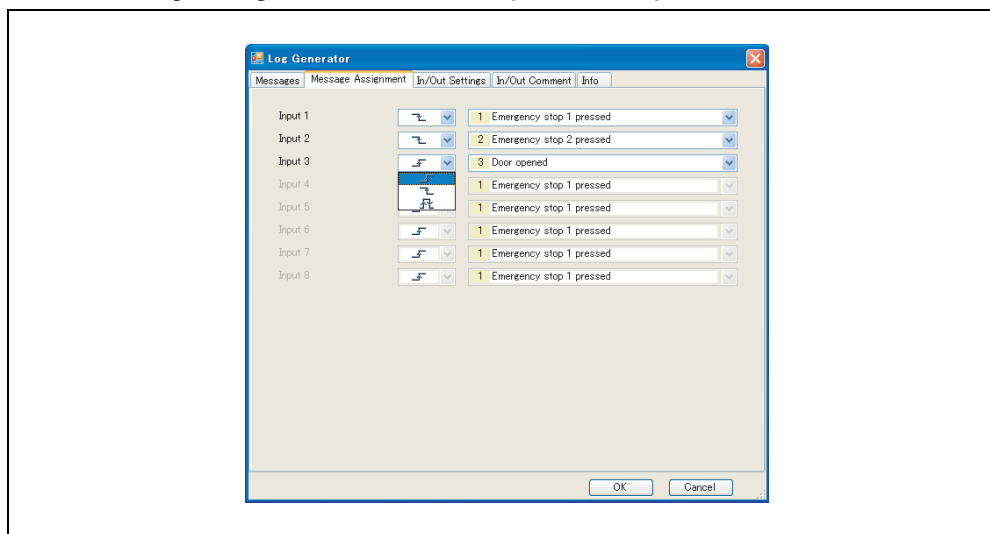 Log Generator
Messages Message Assignment In/Out Settings In/Out Comment Info
Input 1 1 Emergency stop 1 pressed
Input 2 2 Emergency stop 2 pressed
Input 3 3 Door opened
Input 4 1 Emergency stop 1 pressed
Input 5 1 Emergency stop 1 pressed
Input 6 1 Emergency stop 1 pressed
Input 7 1 Emergency stop 1 pressed
Input 8 1 Emergency stop 1 pressed
OK Cancel